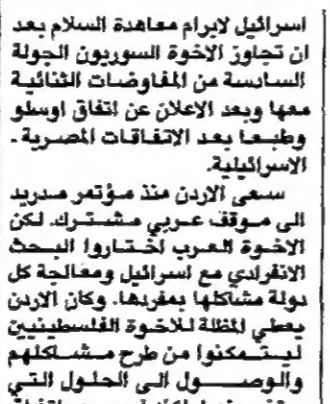 اسرائيل لابرام معاهدة السلام بعد
ان تجاوز الاخوة السوريون الجولة
السادسة من المفاوضات الثنائية
معها وبعد الاعلان عن اتفاق اوسلو
وطبعا بعد الاتفاقات المصرية -
الاسرائيلية.
سعى الاردن منذ مؤتمر مدريد
الى موقف عربي مشترك. لكن
الاخوة العرب اختاروا البحث
الانفرادي مع اسرائيل ومعالجة كل
دولة مشاكلها بمفردها. وكان الاردن
يعطي المظلة للاخوة الفلسطينيين
ليتمكنوا من طرح مشاكلهم
والوصول الى الحلول التي